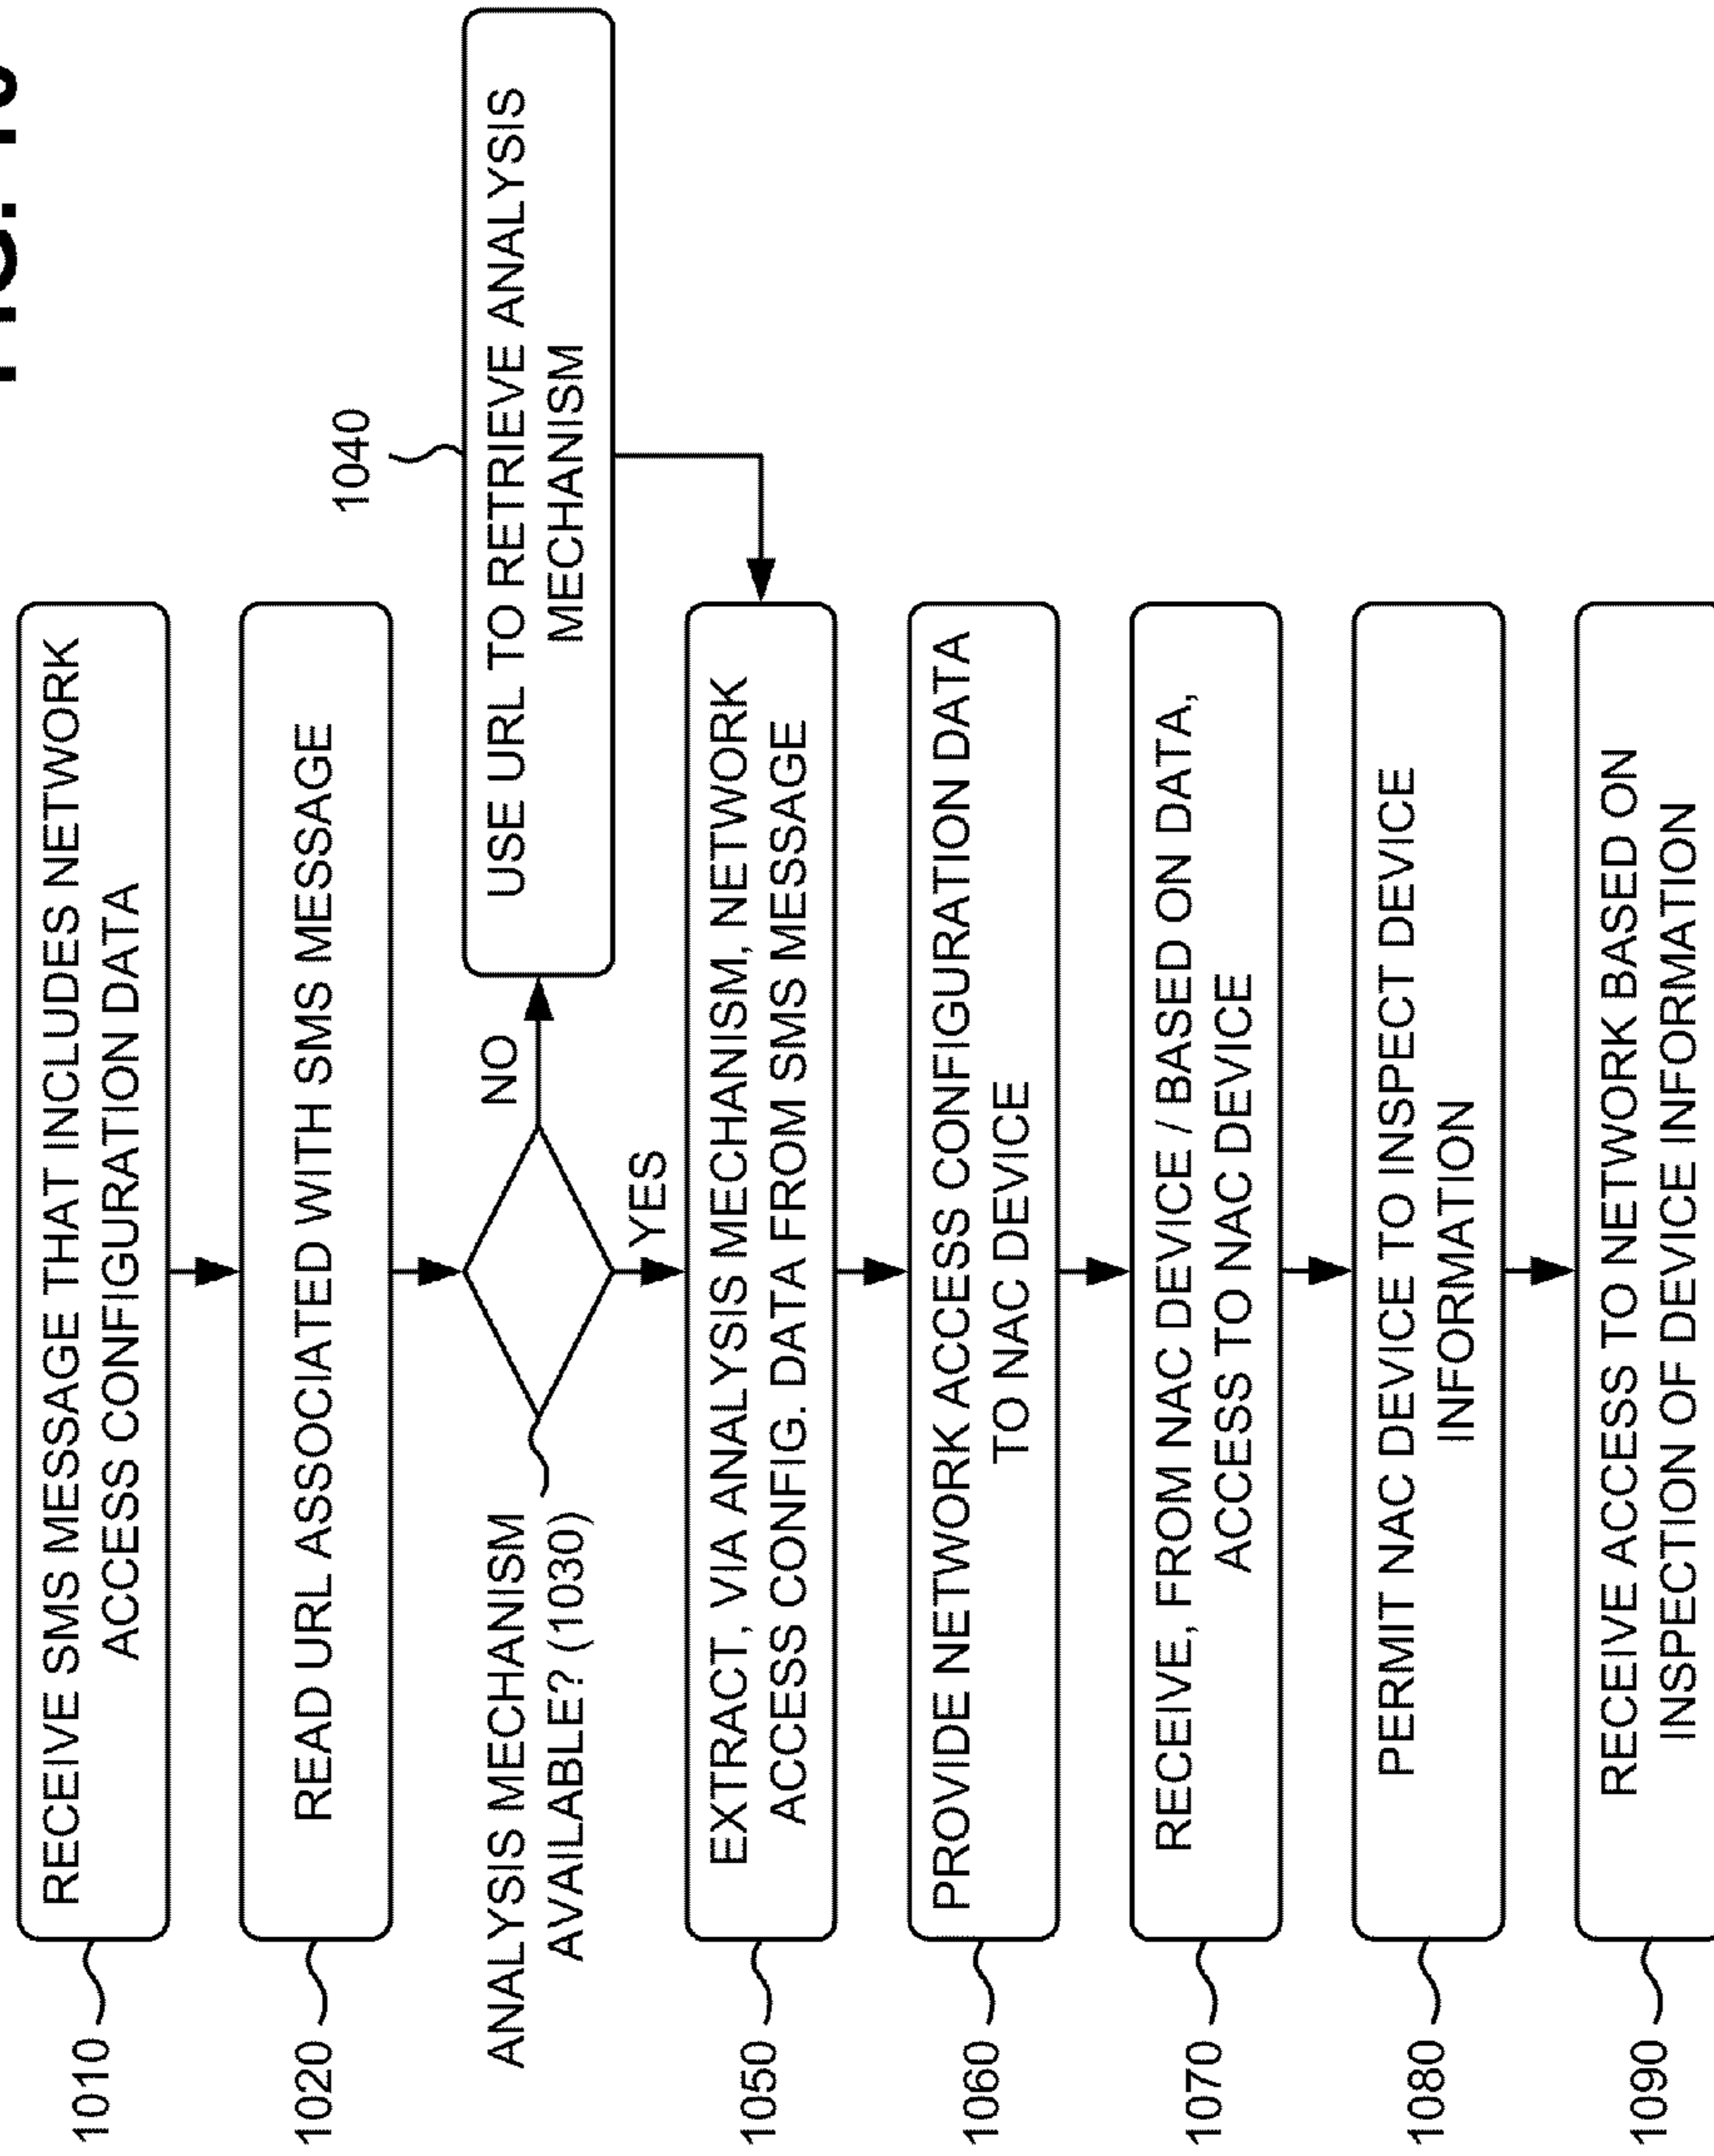 1010
RECEIVE SMS MESSAGE THAT INCLUDES NETWORK
ACCESS CONFIGURATION DATA
1020
READ URL ASSOCIATED WITH SMS MESSAGE
ANALYSIS MECHANISM
AVAILABLE? (1030)
NO
YES
1040
USE URL TO RETRIEVE ANALYSIS
MECHANISM
1050
EXTRACT, VIA ANALYSIS MECHANISM, NETWORK
ACCESS CONFIG. DATA FROM SMS MESSAGE
1060
PROVIDE NETWORK ACCESS CONFIGURATION DATA
TO NAC DEVICE
1070
RECEIVE, FROM NAC DEVICE / BASED ON DATA,
ACCESS TO NAC DEVICE
1080
PERMIT NAC DEVICE TO INSPECT DEVICE
INFORMATION
1090
RECEIVE ACCESS TO NETWORK BASED ON
INSPECTION OF DEVICE INFORMATION